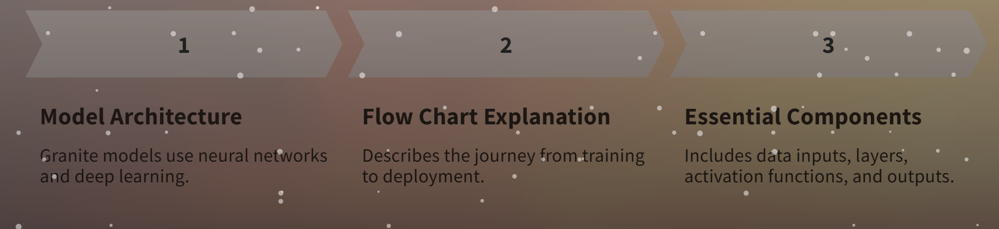 1
2
3
Model Architecture
Granite models use neural networks
and deep learning.
Flow Chart Explanation
Describes the journey from training
to deployment.
Essential Components
Includes data inputs, layers,
activation functions, and outputs.